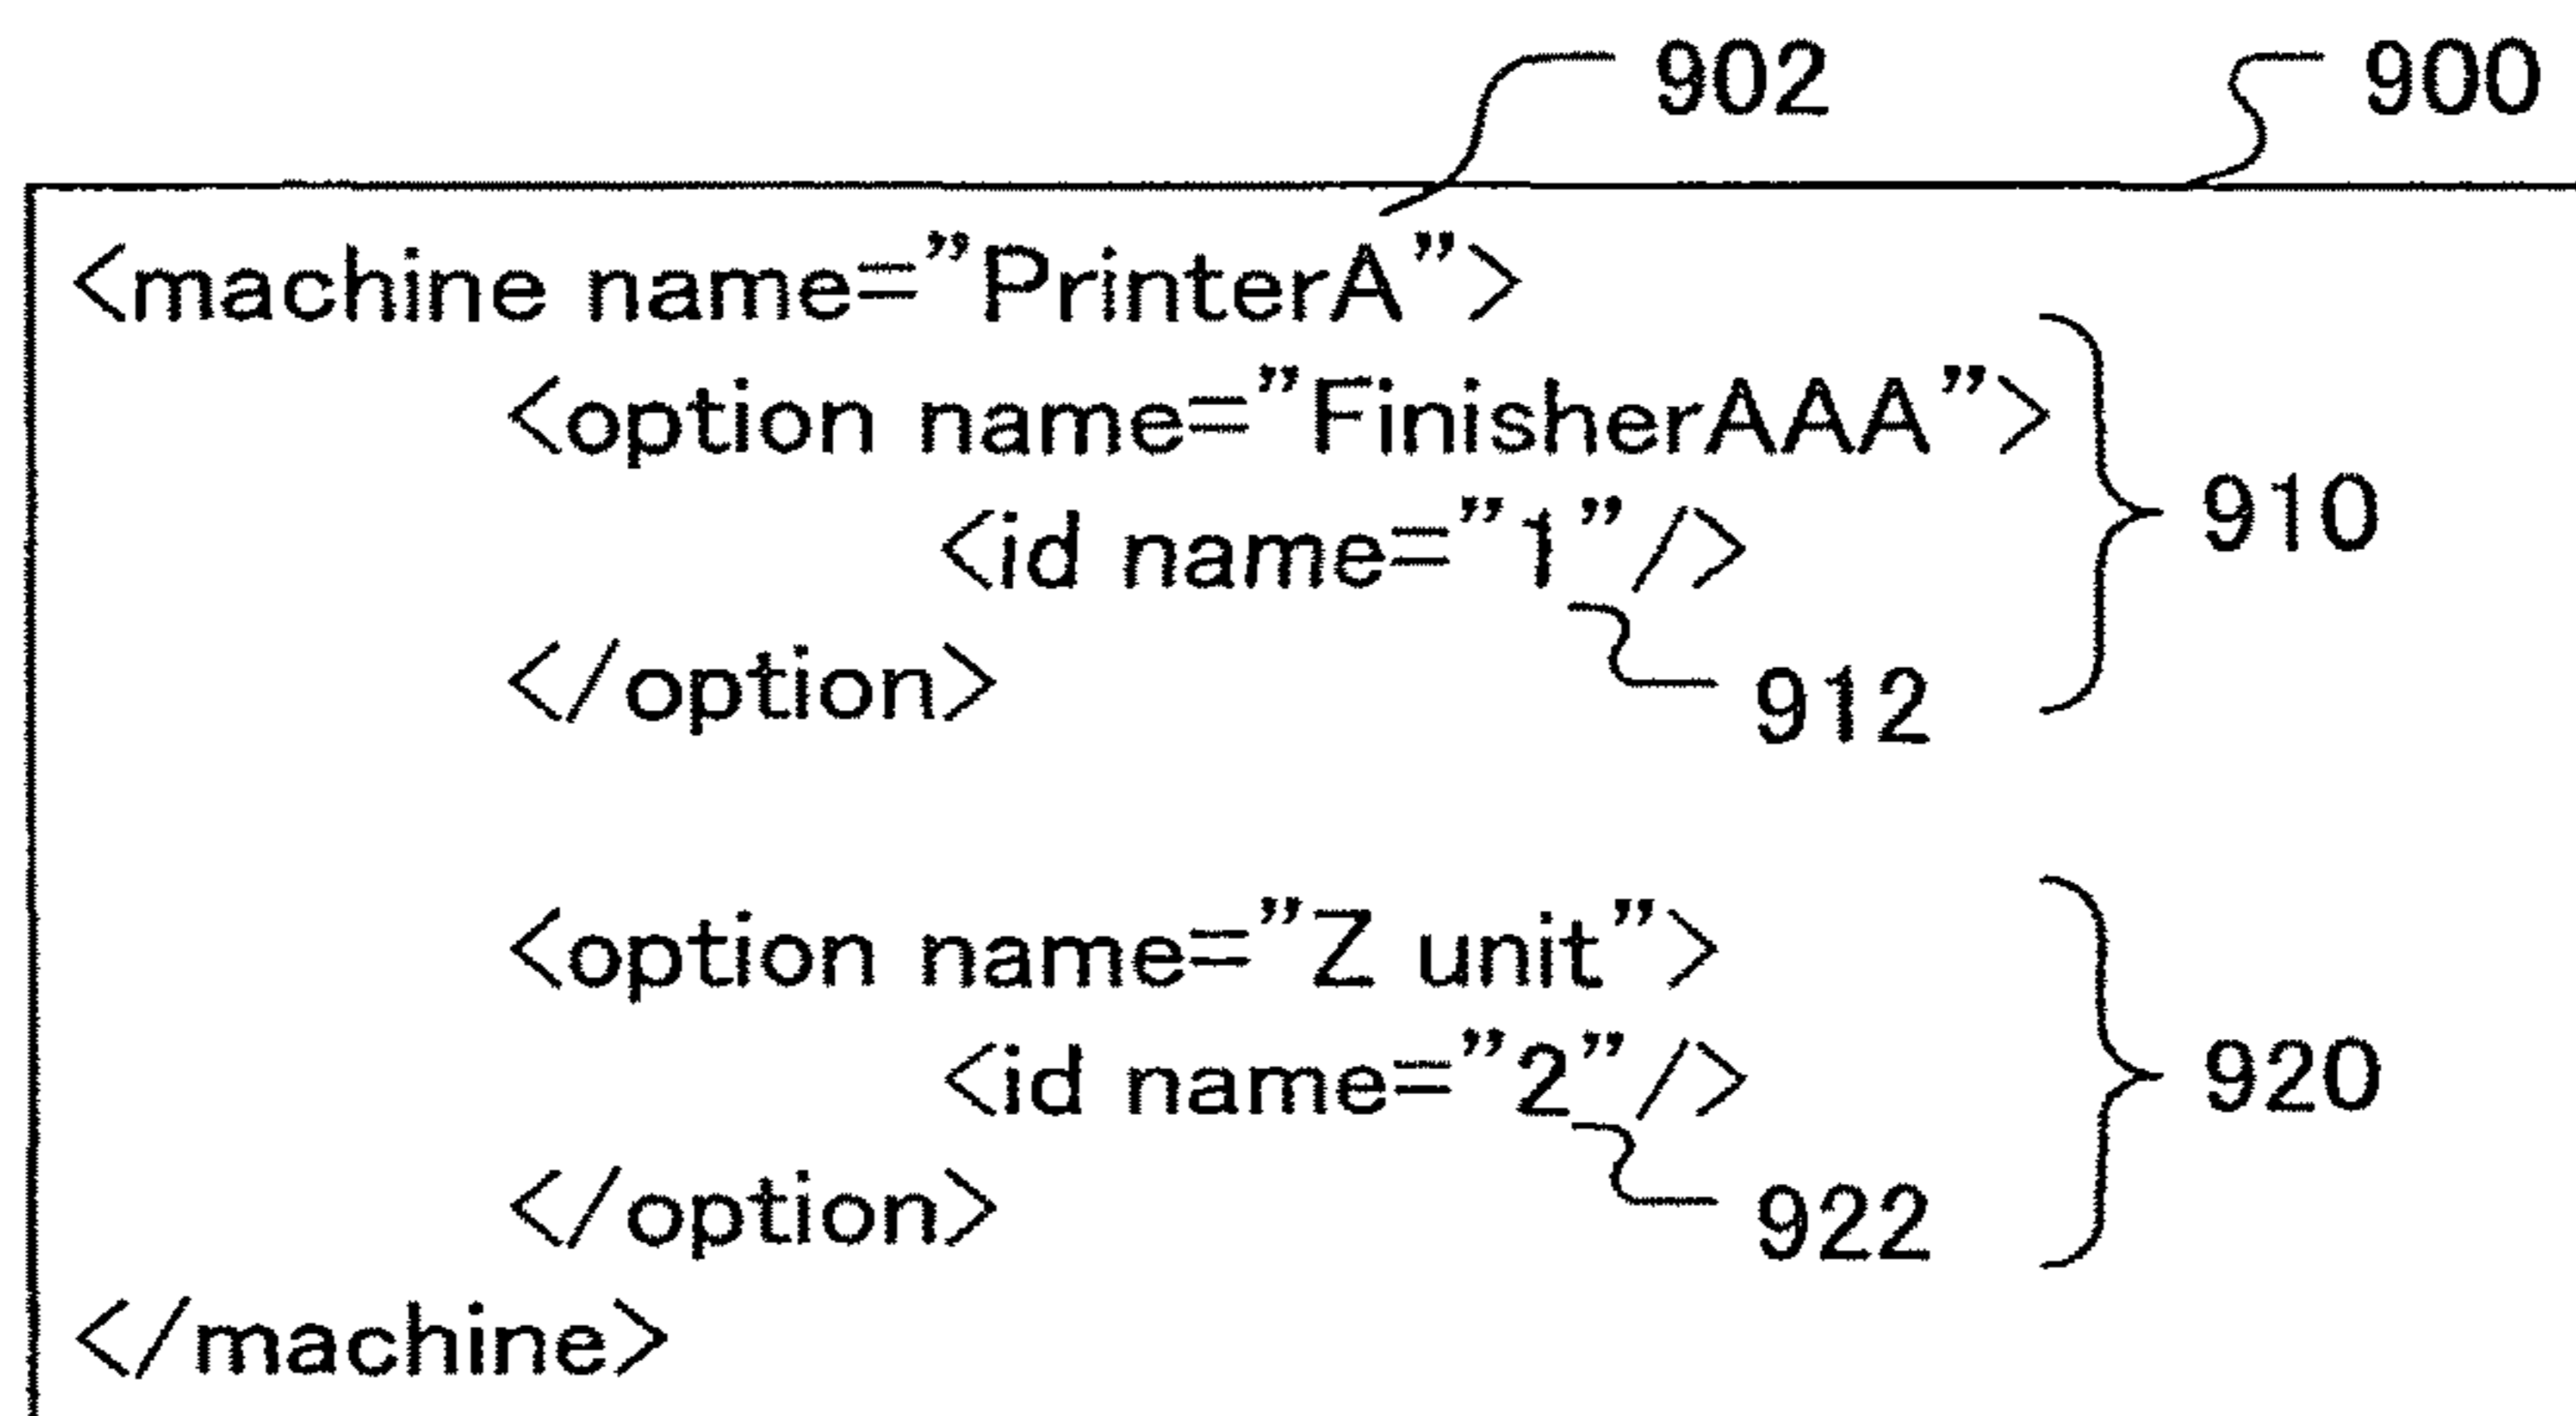 902 900
<machine name=”PrinterA”>
<option name=”FinisherAAA”>
910
<id name=”1”/>
912
</option>
<option name=”Z unit”>
920
<id name=”2”/>
922
</option>
</machine>